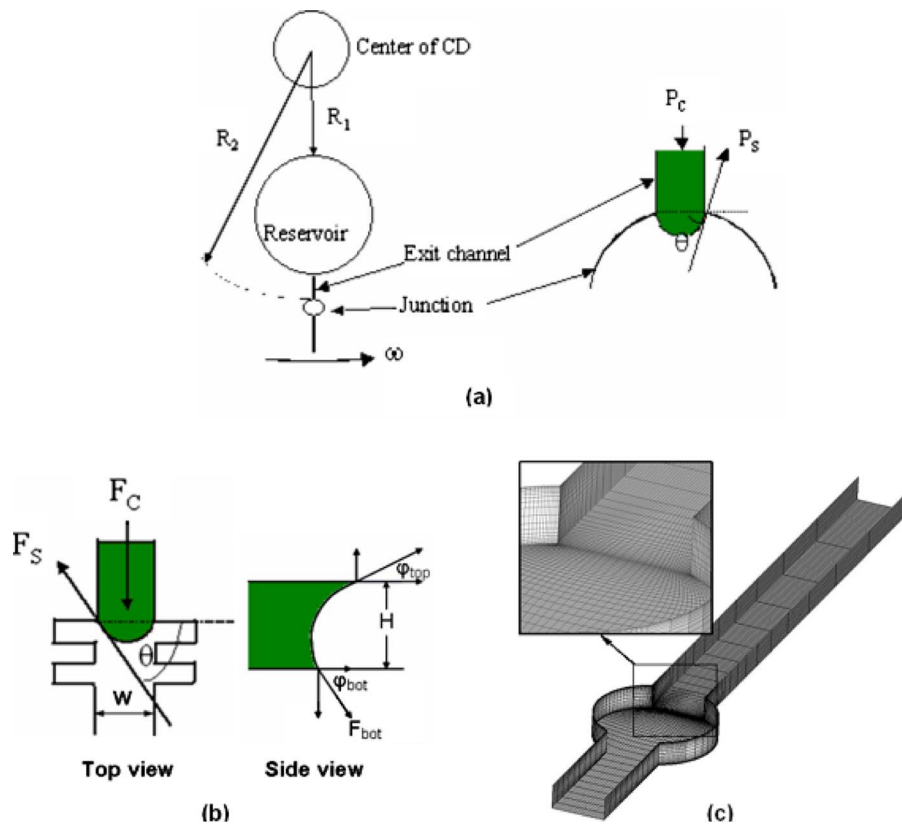 Center of CD
R1
R2
Reservoir
Exit channel
Junction
ω
PC
PS
θ
(a)
FC
FS
θ
W
Top view
φtop
H
φbot
Fbot
Side view
(b)
(c)